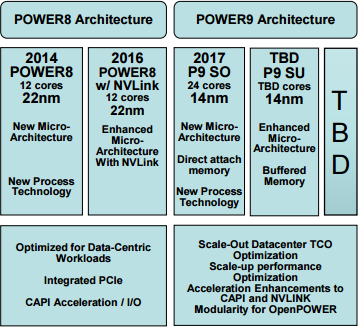 POWER8 Architecture
POWER9 Architecture
2014
POWER8
12 cores
22nm
New Micro-
Architecture
New Process
Technology
2016
POWER8
w/ NVLink
12 cores
22nm
Enhanced
Micro-
Architecture
With NVLink
2017
P9 SO
24 cores
14nm
New Micro-
Architecture
Direct attach
memory
New Process
Technology
TBD
P9 SU
TBD cores
14nm
Enhanced
Micro-
Architecture
Buffered
Memory
T
B
D
Optimized for Data-Centric
Workloads
Integrated PCIe
CAPI Acceleration / I/O
Scale-Out Datacenter TCO
Optimization
Scale-up performance
Optimization
Acceleration Enhancements to
CAPI and NVLINK
Modularity for OpenPOWER